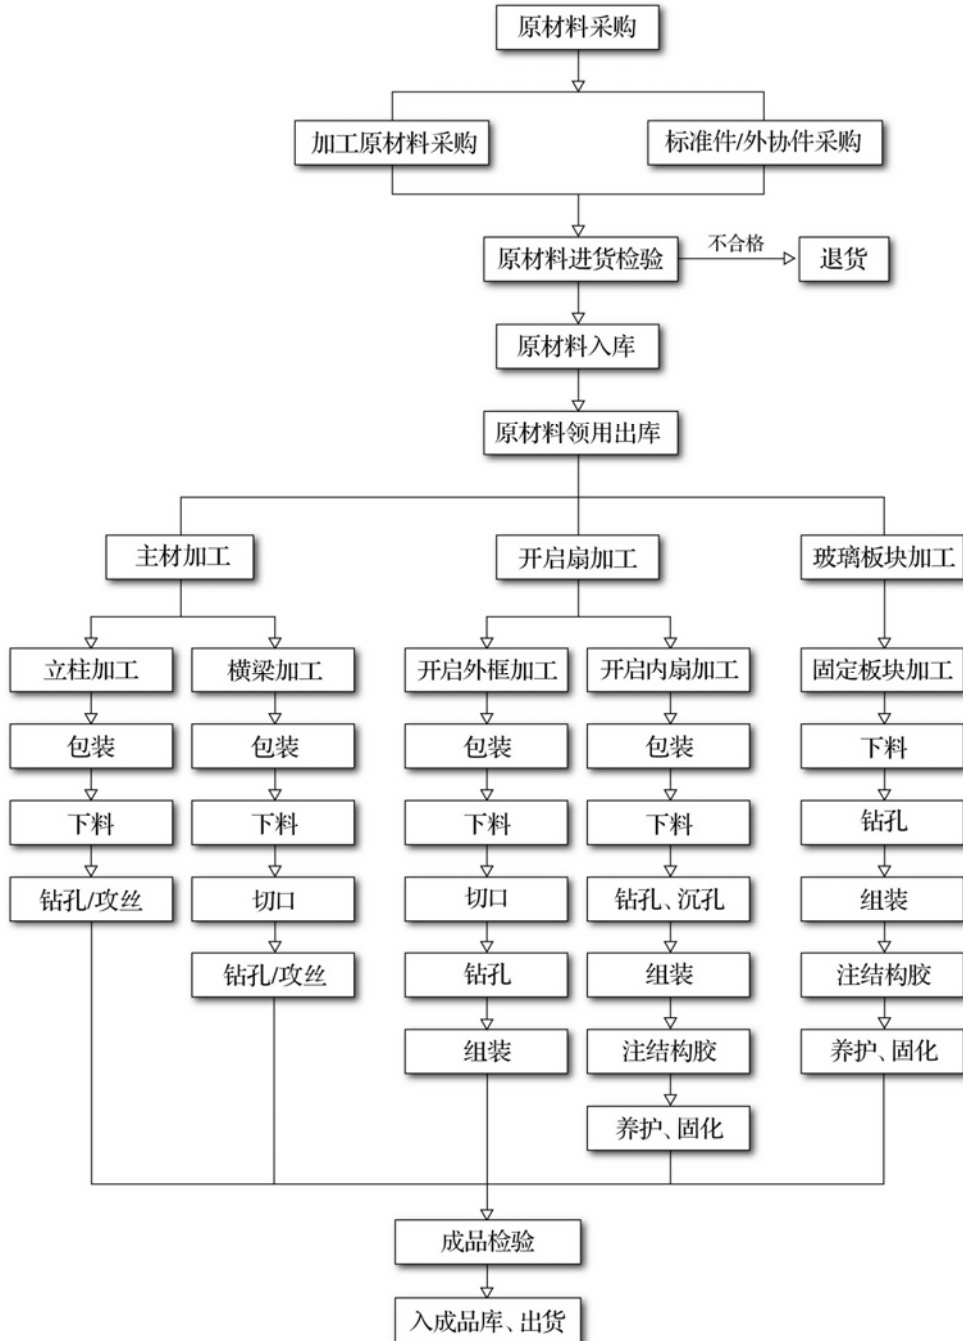 原材料采购
加工原材料采购
标准件/外协件采购
原材料进货检验
不合格
退货
原材料入库
原材料领用出库
主材加工
开启扇加工
玻璃板块加工
立柱加工
横梁加工
开启外框加工
开启内扇加工
固定板块加工
包装
包装
包装
包装
下料
下料
下料
下料
下料
钻孔
钻孔/攻丝
切口
切口
钻孔、沉孔
组装
钻孔/攻丝
钻孔
组装
注结构胶
组装
注结构胶
养护、固化
养护、固化
成品检验
入成品库、出货